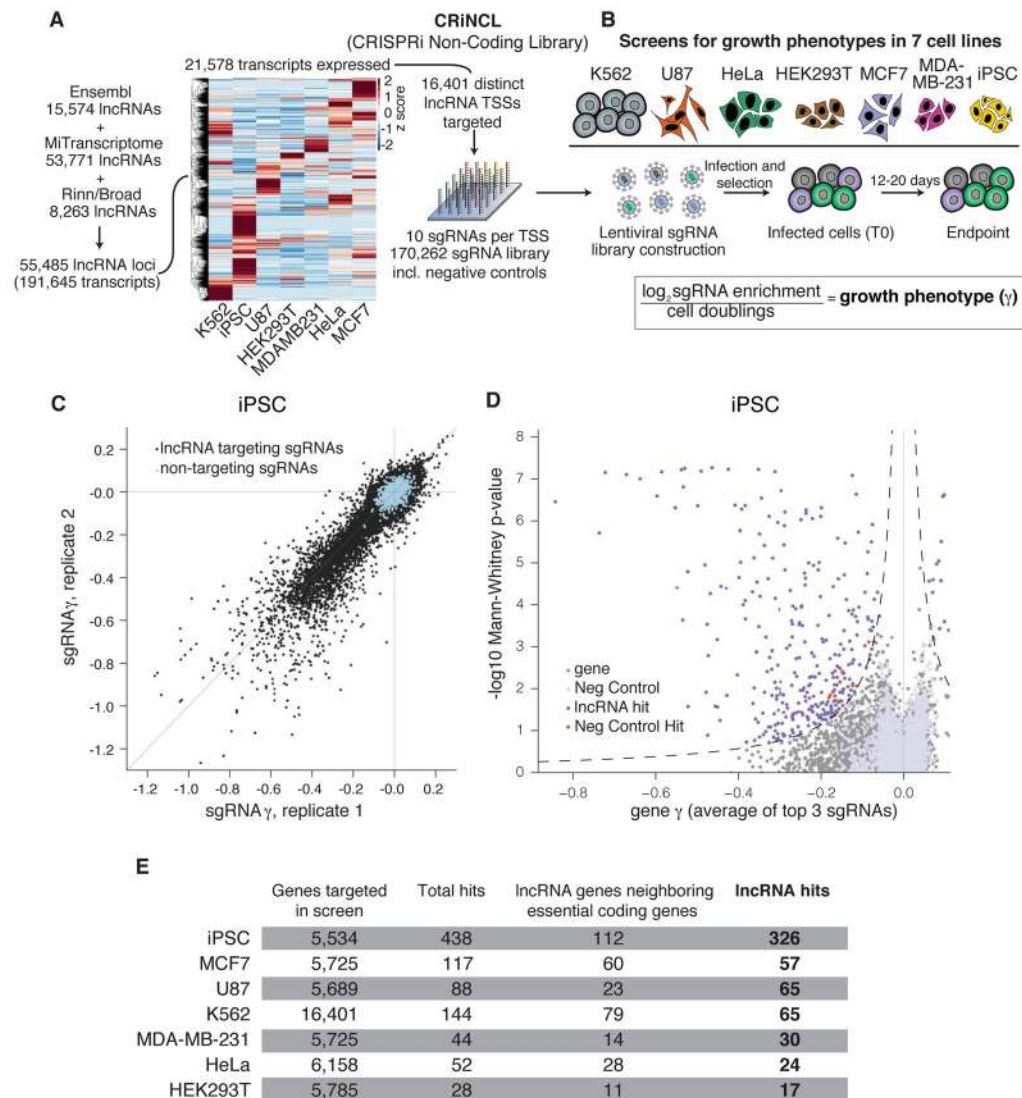 A
Ensembl
15,574 lncRNAs
+
MiTranscriptome
53,771 lncRNAs
+
Rinn/Broad
8,263 lncRNAs
55,485 lncRNA loci
(191,645 transcripts)
21,578 transcripts expressed
2
1
0
-1
-2
z score
K562
iPSC
U87
HEK293T
MDAMB231
HeLa
MCF7
CRiNCL
(CRISPRi Non-Coding Library)
16,401 distinct
lncRNA TSSs
targeted
10 sgRNAs per TSS
170,262 sgRNA library
incl. negative controls
B
Screens for growth phenotypes in 7 cell lines
K562 U87 HeLa HEK293T MCF7 MDA-MB-231 iPSC
Infection and
selection
12-20 days
Lentiviral sgRNA
library construction
Infected cells (T0)
Endpoint
log₂sgRNA enrichment
cell doublings
= growth phenotype (γ)
C
iPSC
lncRNA targeting sgRNAs
non-targeting sgRNAs
0.2
-0.0
-0.2
-0.4
-0.6
-0.8
-1.0
-1.2
sgRNA γ, replicate 2
-1.2 -1.0 -0.8 -0.6 -0.4 -0.2 -0.0 0.2
sgRNA γ, replicate 1
D
iPSC
8
7
6
5
4
3
2
1
0
-log10 Mann-Whitney p-value
gene
Neg Control
lncRNA hit
Neg Control Hit
−0.8 −0.6 −0.4 −0.2 0.0
gene γ (average of top 3 sgRNAs)
E
Genes targeted in screen Total hits lncRNA genes neighboring essential coding genes lncRNA hits
iPSC 5,534 438 112 326
MCF7 5,725 117 60 57
U87 5,689 88 23 65
K562 16,401 144 79 65
MDA-MB-231 5,725 44 14 30
HeLa 6,158 52 28 24
HEK293T 5,785 28 11 17